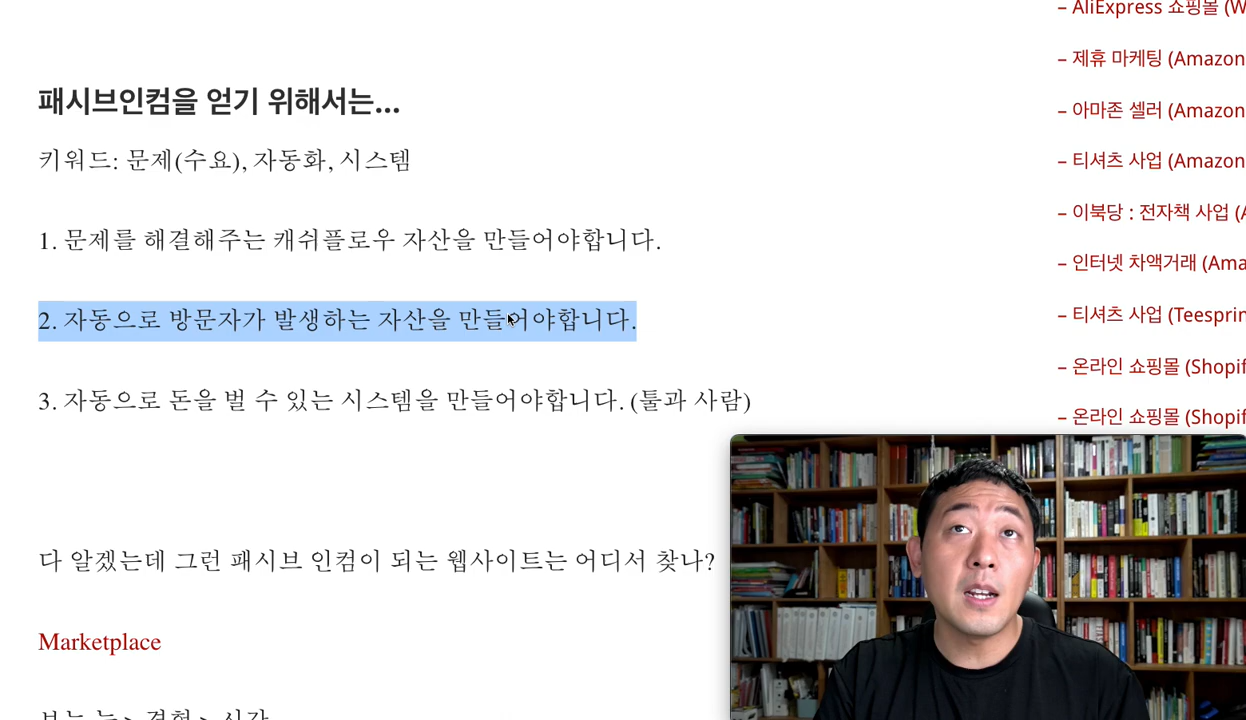 패시브인컴을 얻기 위해서는...
키워드: 문제(수요), 자동화, 시스템
1. 문제를 해결해주는 캐쉬플로우 자산을 만들어야합니다.
2. 자동으로 방문자가 발생하는 자산을 만들어야합니다.
3. 자동으로 돈을 벌 수 있는 시스템을 만들어야합니다. (툴과 사람)
다 알겠는데 그런 패시브 인컴이 되는 웹사이트는 어디서 찾나?
Marketplace
보는 눈 > 경험 > 시간
– AliExpress 쇼핑몰 (W
– 제휴 마케팅 (Amazon
– 아마존 셀러 (Amazon
– 티셔츠 사업 (Amazon
– 이북당 : 전자책 사업 (A
– 인터넷 차액거래 (Ama
– 티셔츠 사업 (Teesprin
– 온라인 쇼핑몰 (Shopif
– 온라인 쇼핑몰 (Shopif